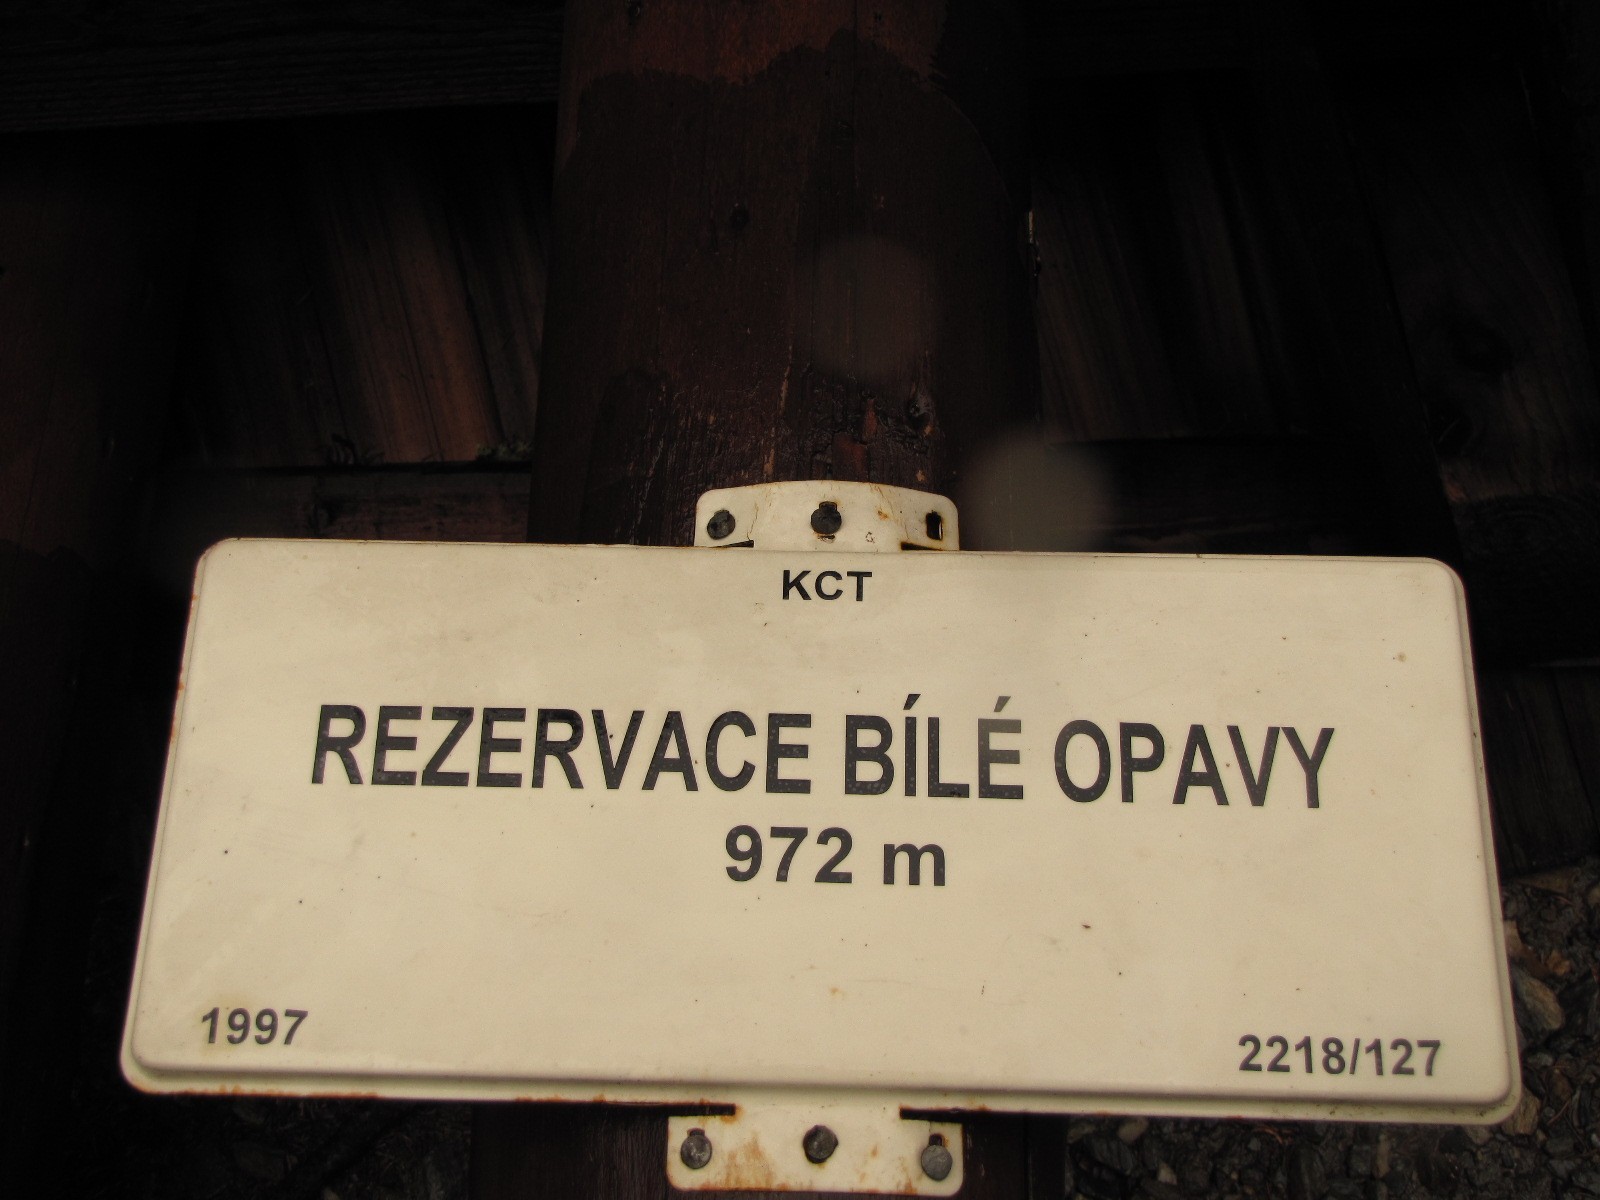 KCT
REZERVACE BÍLÉ OPAVY
972 m
1997
2218/127